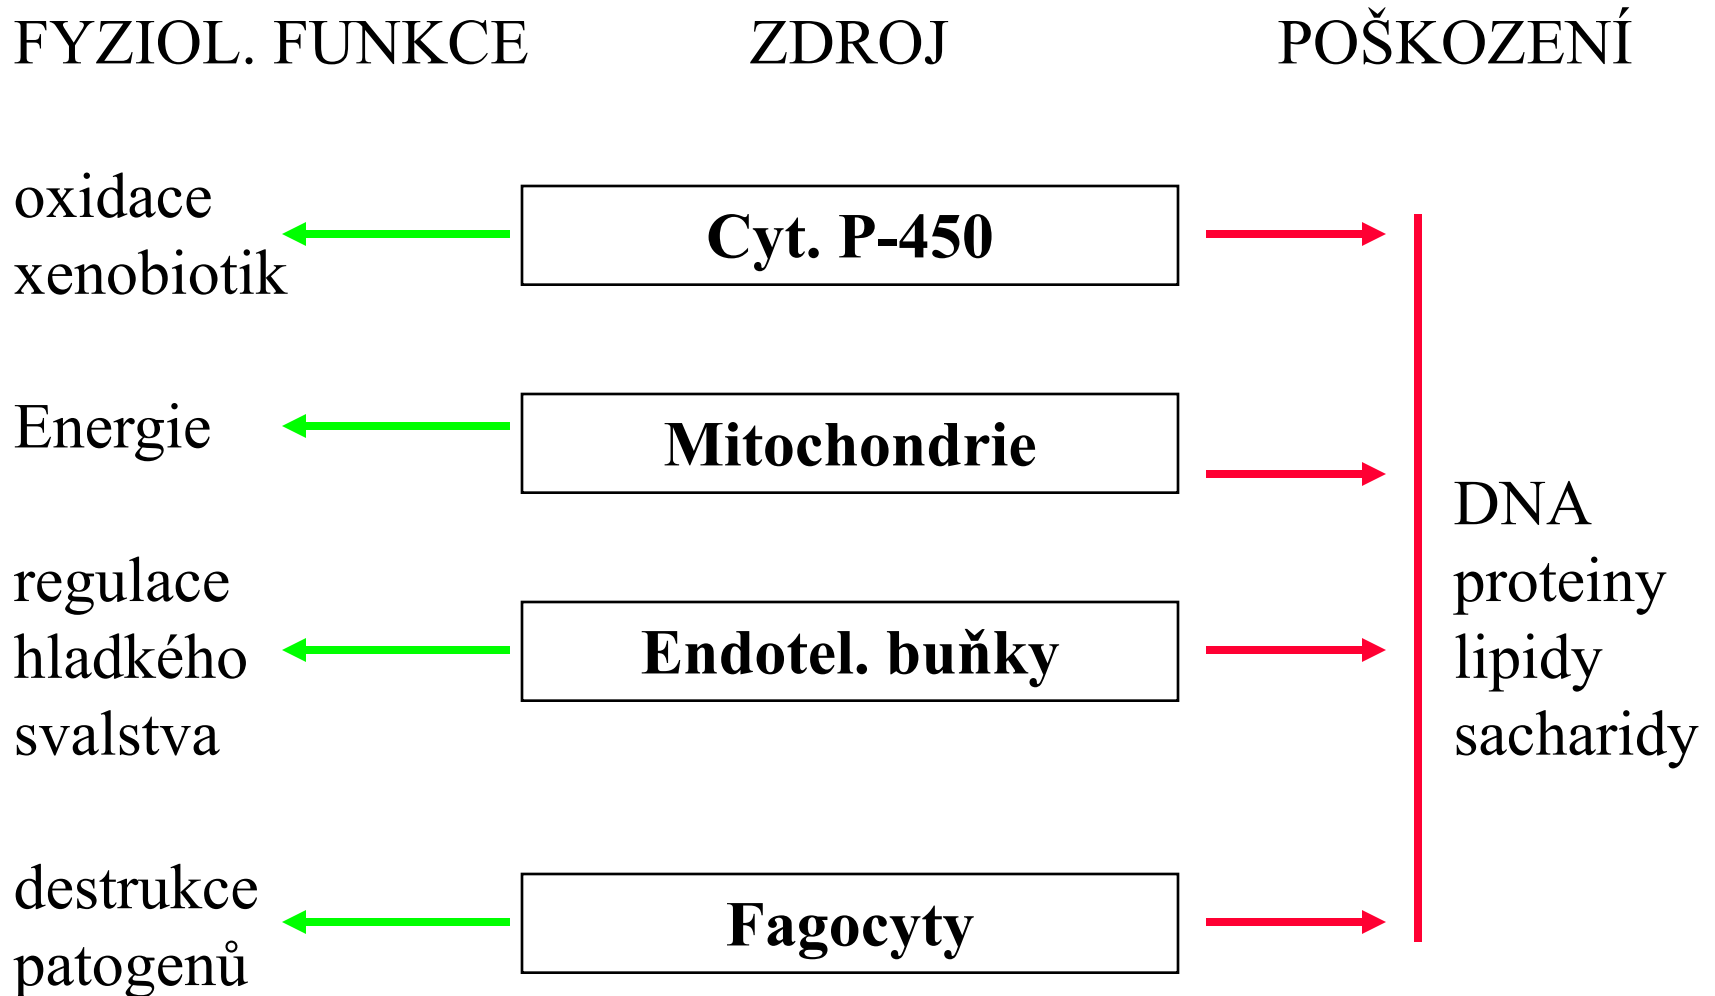 FYZIOL. FUNKCE ZDROJ POŠKOZENÍ
oxidace
xenobiotik
Cyt. P-450
Energie
Mitochondrie
regulace
hladkého
svalstva
Endotel. buňky
destrukce
patogenů
Fagocyty
DNA
proteiny
lipidy
sacharidy